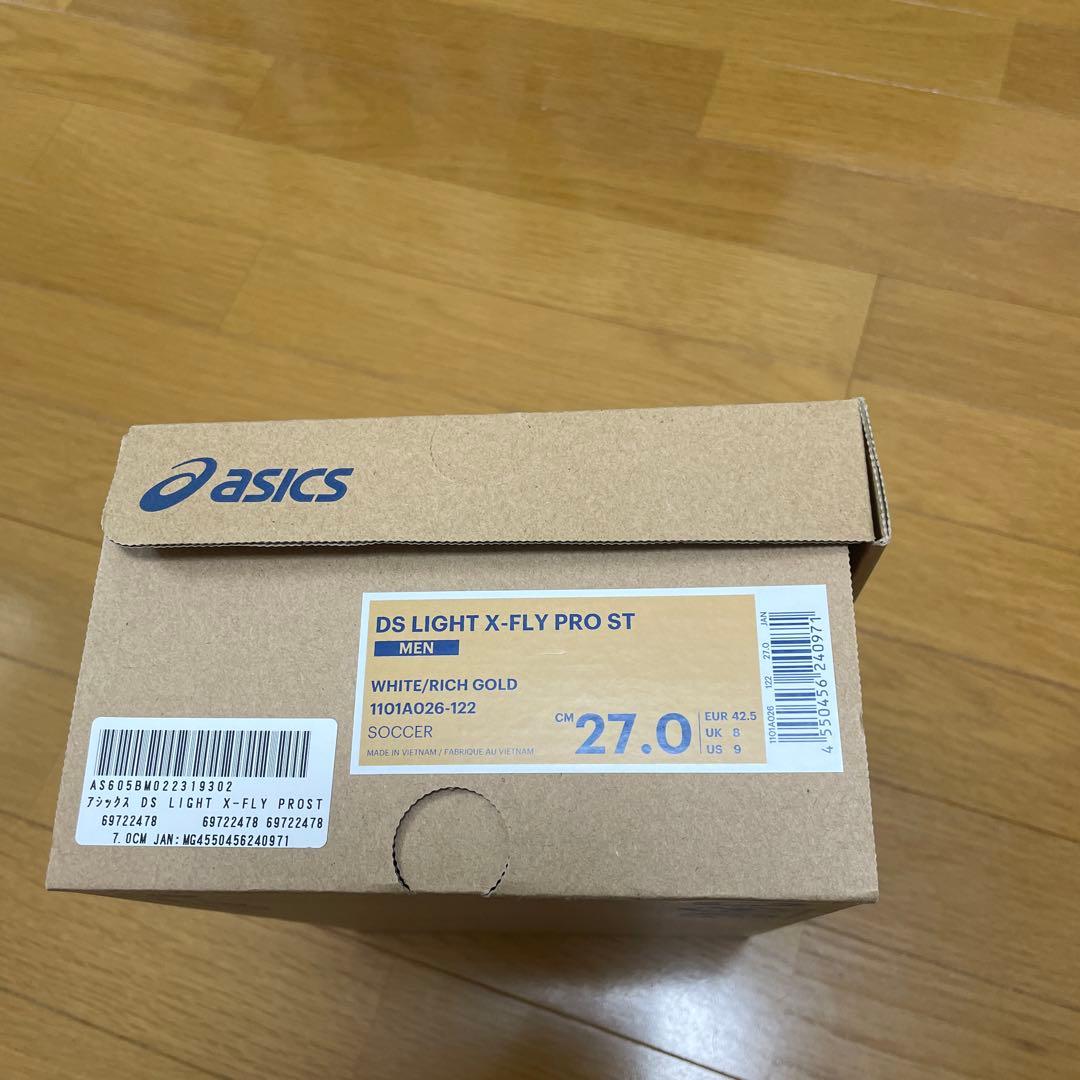 asics
DS LIGHT X-FLY PRO ST
MEN
WHITE/RICH GOLD
1101A026-122
SOCCER
MADE IN VIETNAM / FABRIQUE AU VIETNAM
CM 27.0
EUR 42.5
UK 8
US 9
1101A026 122 27.0 JAN
4 550456 240971
AS605BM022319302
アシックス DS LIGHT X-FLY PROST
69722478 69722478 69722478
7.0CM JAN:MG4550456240971